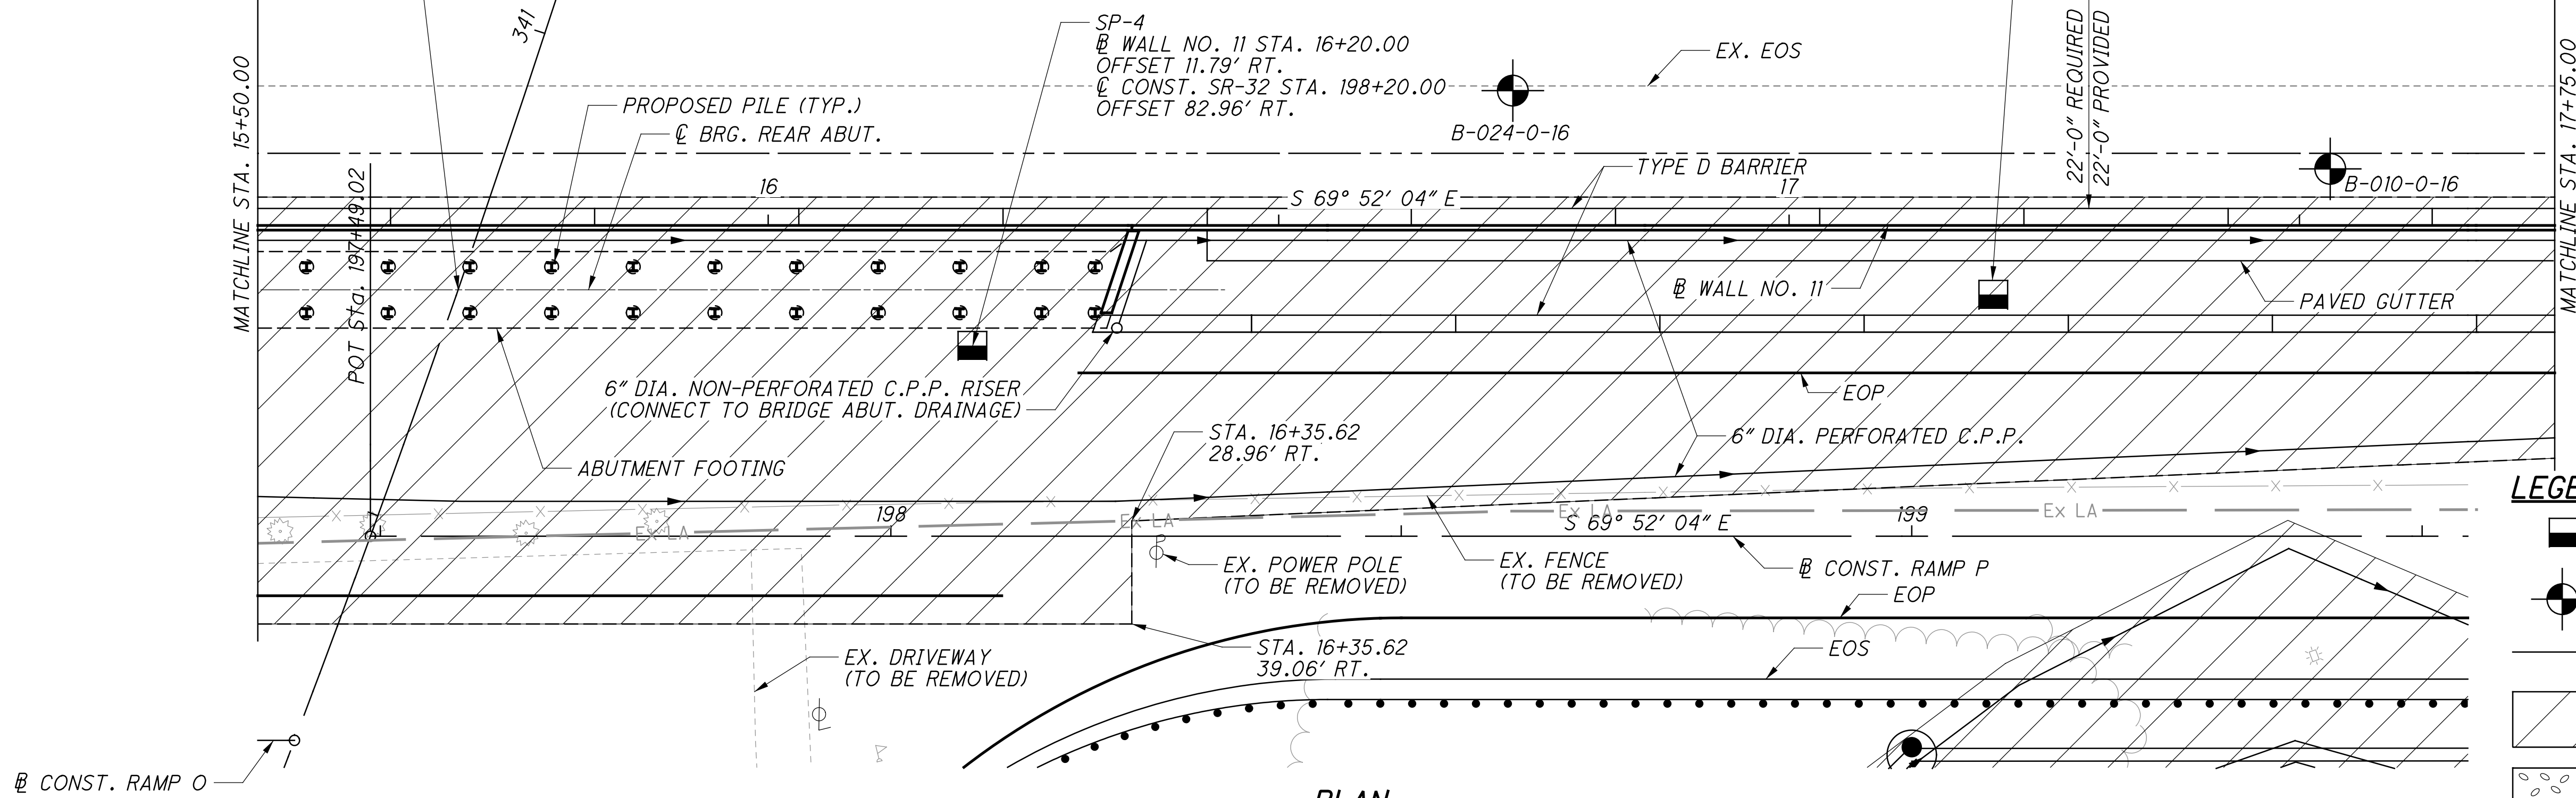 341
SP-4
℄ WALL NO. 11 STA. 16+20.00
OFFSET 11.79' RT.
℄ CONST. SR-32 STA. 198+20.00
OFFSET 82.96' RT.
EX. EOS
22'-0" REQUIRED
22'-0" PROVIDED
MATCHLINE STA. 15+50.00
MATCHLINE STA. 17+75.00
PROPOSED PILE (TYP.)
℄ BRG. REAR ABUT.
B-024-0-16
TYPE D BARRIER
B-010-0-16
16
S 69° 52' 04" E
17
POT Sta. 197+49.02
℄ WALL NO. 11
PAVED GUTTER
6" DIA. NON-PERFORATED C.P.P. RISER
(CONNECT TO BRIDGE ABUT. DRAINAGE)
EOP
STA. 16+35.62
28.96' RT.
6" DIA. PERFORATED C.P.P.
ABUTMENT FOOTING
LEGE
198
Ex LA
Ex LA
Ex LA
Ex LA
S 69° 52' 04" E
199
EX. POWER POLE
(TO BE REMOVED)
EX. FENCE
(TO BE REMOVED)
℄ CONST. RAMP P
EOP
STA. 16+35.62
39.06' RT.
EOS
EX. DRIVEWAY
(TO BE REMOVED)
℄ CONST. RAMP O
PLAN